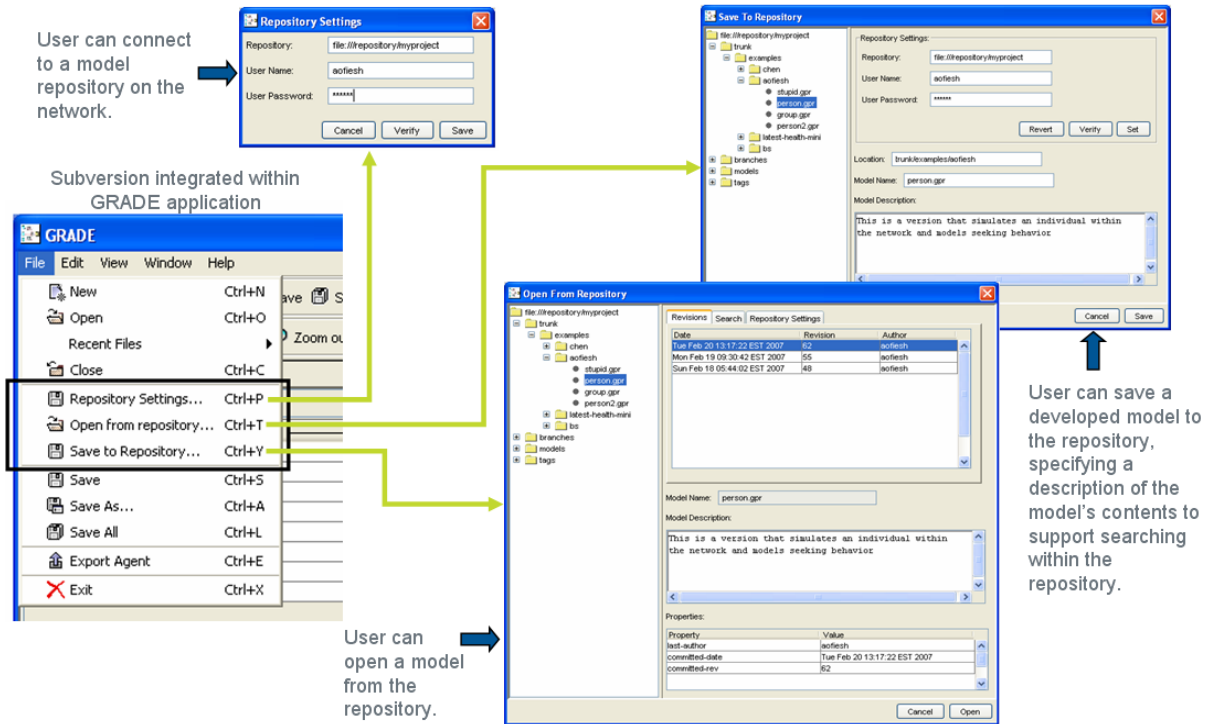 User can connect
to a model
repository on the
network.
Repository Settings
Repository: file:///repository/myproject
User Name: aofiesh
User Password: ******
Cancel Verify Save
Subversion integrated within
GRADE application
GRADE
File Edit View Window Help
New Ctrl+N
Open Ctrl+O
Recent Files
Close Ctrl+C
Repository Settings... Ctrl+P
Open from repository... Ctrl+T
Save to Repository... Ctrl+Y
Save Ctrl+S
Save As... Ctrl+A
Save All Ctrl+L
Export Agent Ctrl+E
Exit Ctrl+X
ave S
Zoom ou
Save To Repository
file:///repository/myproject
trunk
examples
chen
aofiesh
stupid.gpr
person.gpr
group.gpr
person2.gpr
latest-health-mini
bs
branches
models
tags
Repository Settings:
Repository: file:///repository/myproject
User Name: aofiesh
User Password: ******
Revert Verify Set
Location: trunk/examples/aofiesh
Model Name: person.gpr
Model Description:
This is a version that simulates an individual within
the network and models seeking behavior
Cancel Save
Open From Repository
file:///repository/myproject
trunk
examples
chen
aofiesh
stupid.gpr
person.gpr
group.gpr
person2.gpr
latest-health-mini
bs
branches
models
tags
Revisions Search Repository Settings
Date Revision Author
Tue Feb 20 13:17:22 EST 2007 62 aofiesh
Mon Feb 19 09:30:42 EST 2007 55 aofiesh
Sun Feb 18 05:44:02 EST 2007 48 aofiesh
Model Name: person.gpr
Model Description:
This is a version that simulates an individual within
the network and models seeking behavior
Properties:
Property Value
last-author aofiesh
committed-date Tue Feb 20 13:17:22 EST 2007
committed-rev 62
Cancel Open
User can
open a model
from the
repository.
User can save a
developed model to
the repository,
specifying a
description of the
model's contents to
support searching
within the
repository.